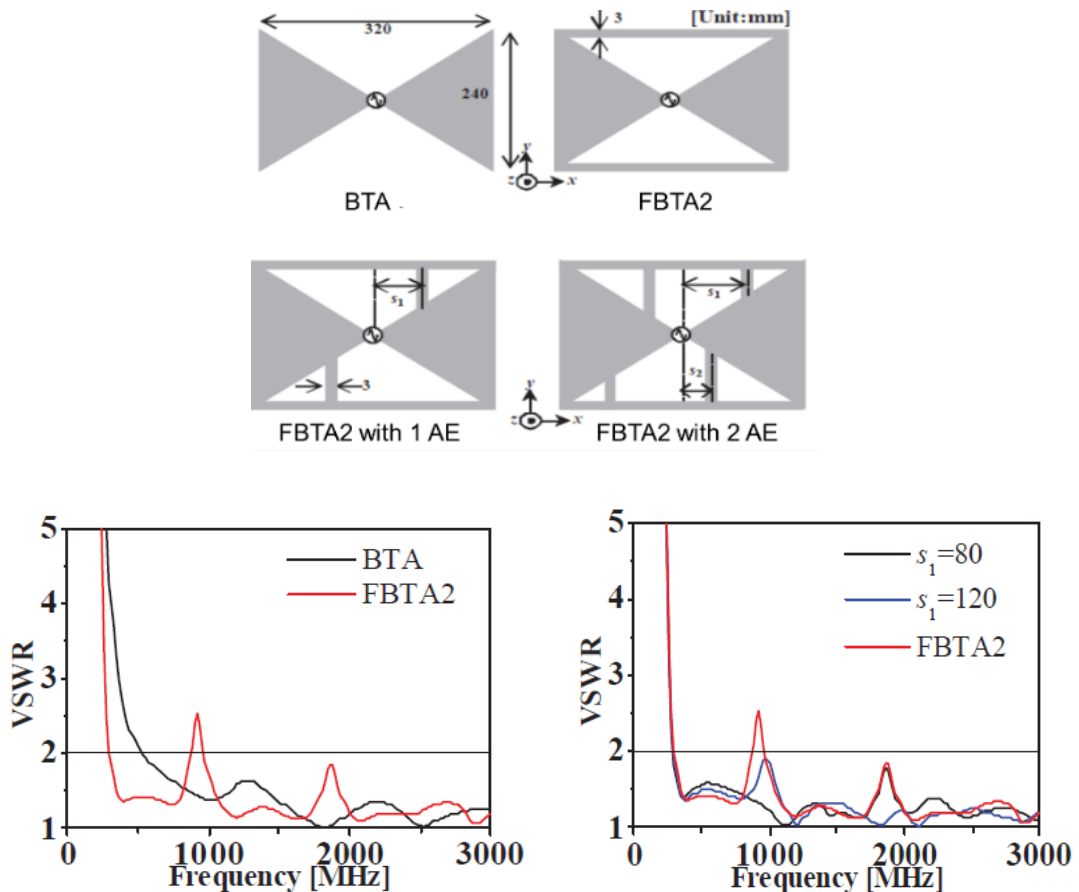 3 [Unit:mm]
320
240
y
z x
BTA
FBTA2
s1
s1
s2
3
y
z x
FBTA2 with 1 AE
FBTA2 with 2 AE
5
4
3
2
1
VSWR
BTA
FBTA2
0 1000 2000 3000
Frequency [MHz]
5
4
3
2
1
VSWR
s1=80
s1=120
FBTA2
0 1000 2000 3000
Frequency [MHz]